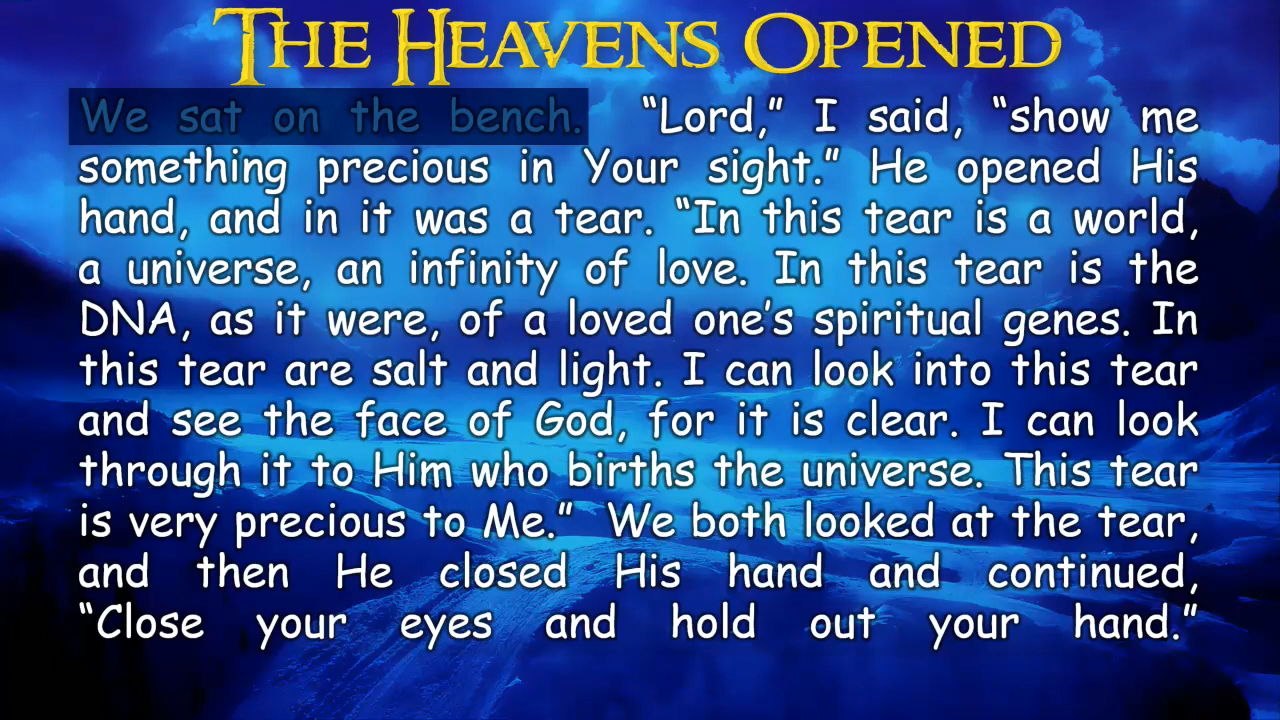 THE HEAVENS OPENED
We sat on the bench. “Lord,” I said, “show me
something precious in Your sight.” He opened His
hand, and in it was a tear. “In this tear is a world,
a universe, an infinity of love. In this tear is the
DNA, as it were, of a loved one’s spiritual genes. In
this tear are salt and light. I can look into this tear
and see the face of God, for it is clear. I can look
through it to Him who births the universe. This tear
is very precious to Me.” We both looked at the tear,
and then He closed His hand and continued,
“Close your eyes and hold out your hand.”